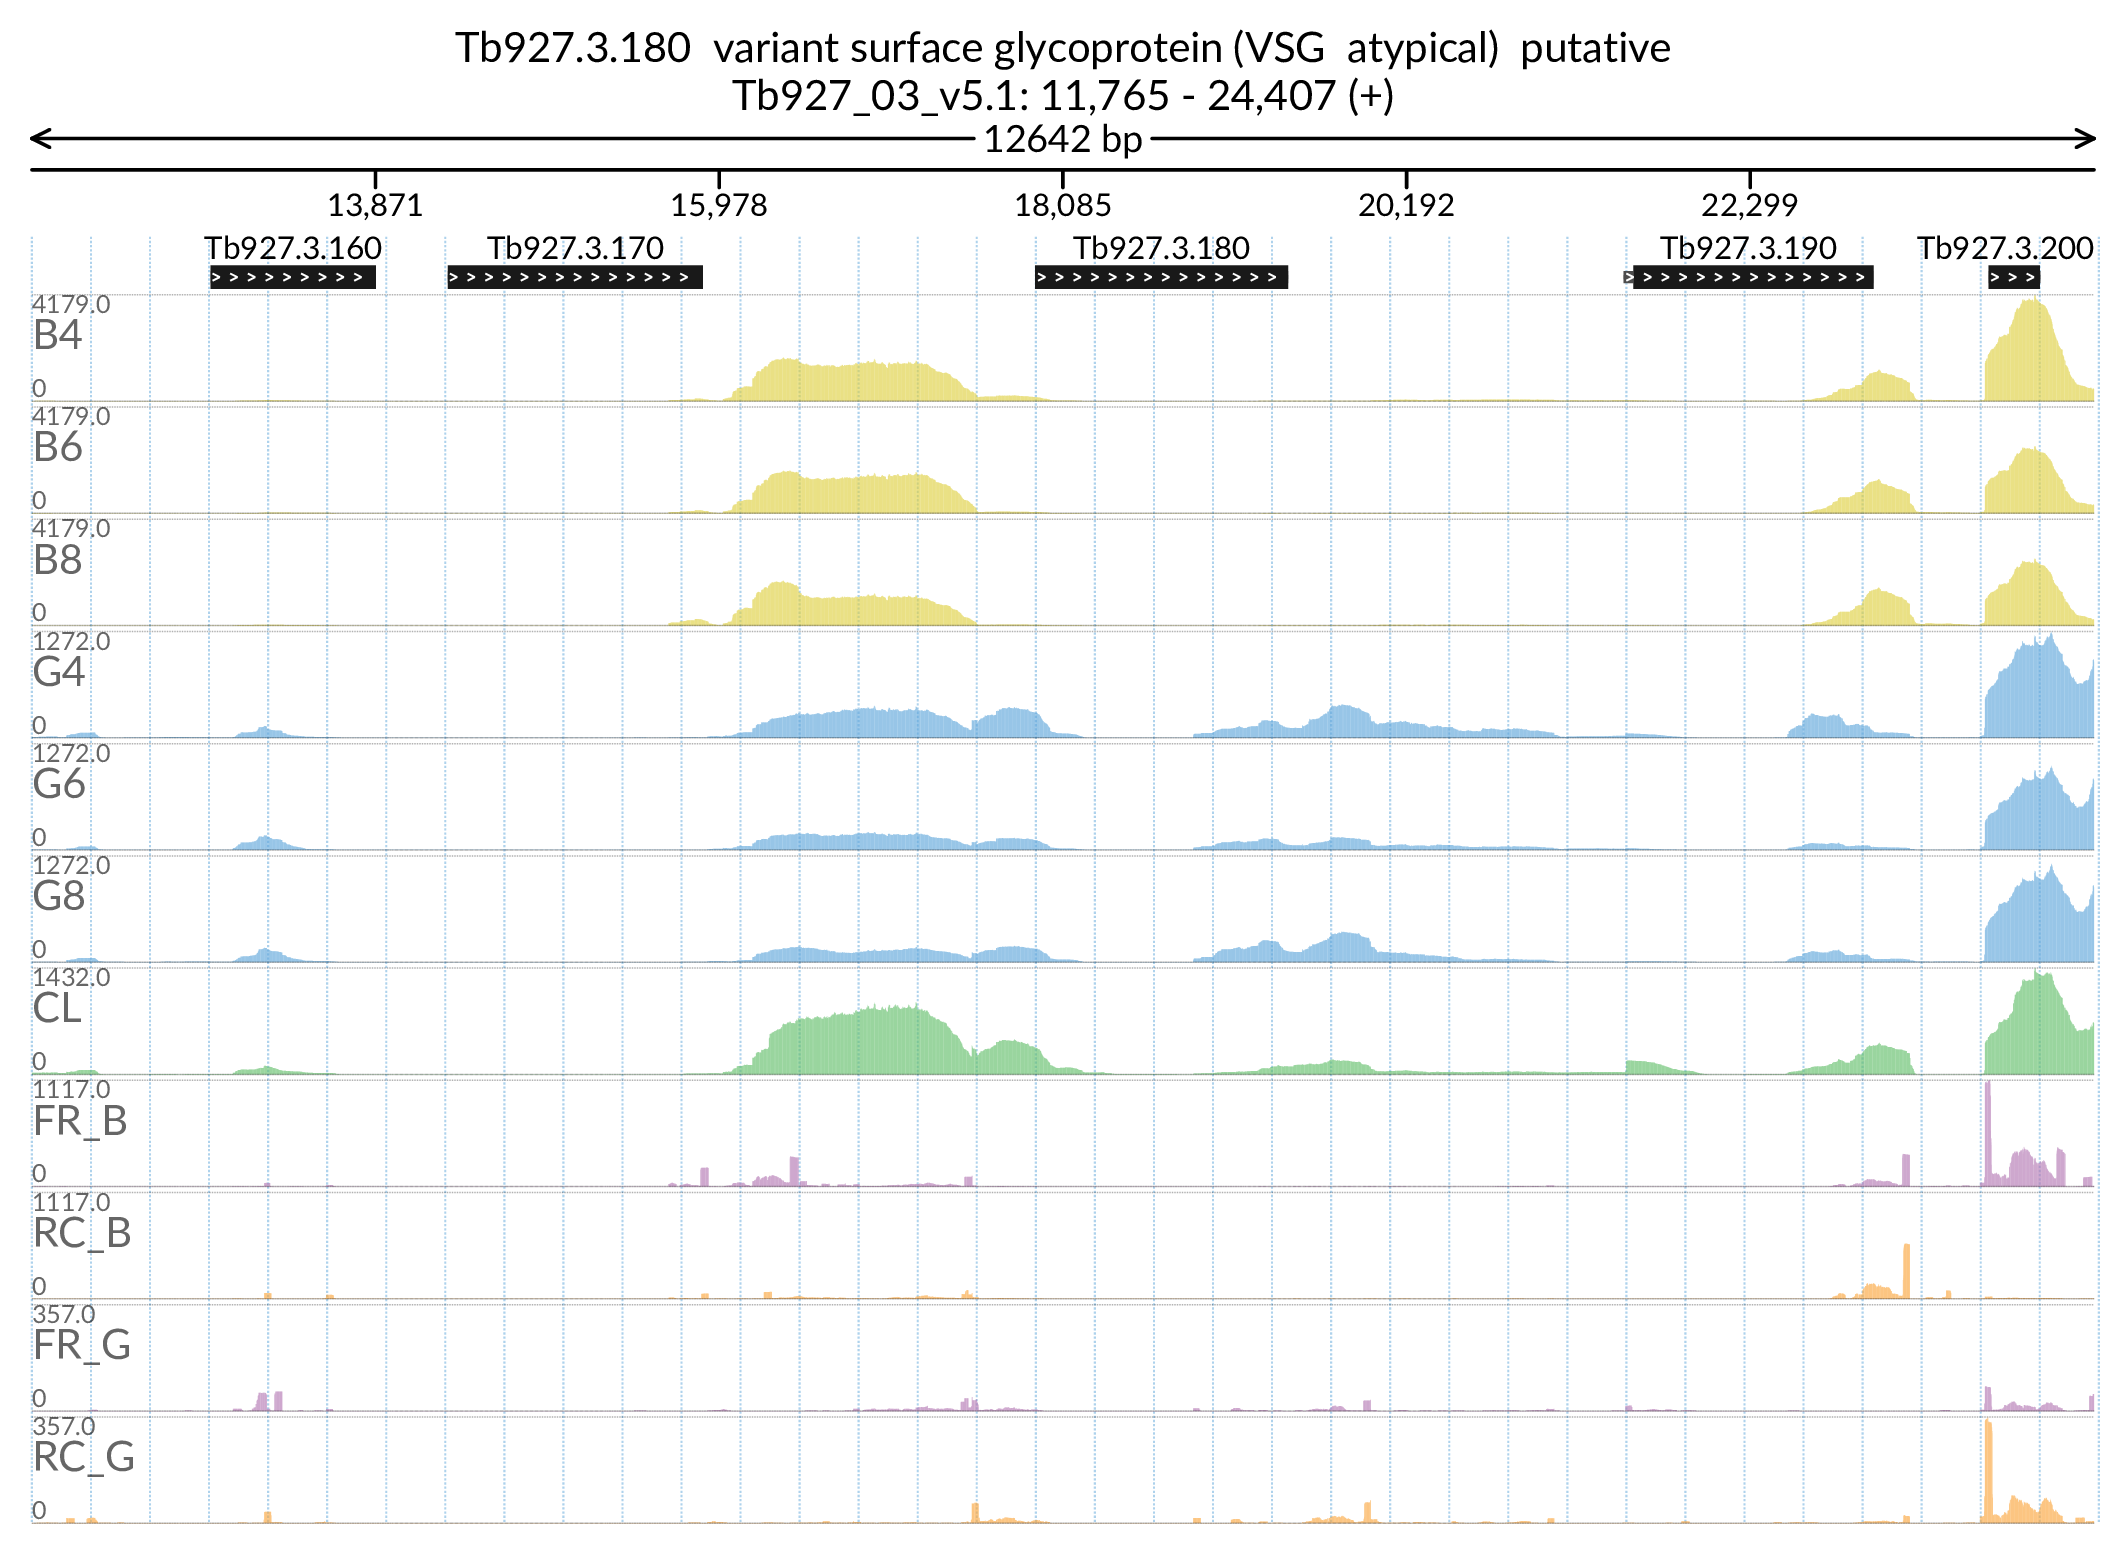 Tb927.3.180  variant surface glycoprotein (VSG  atypical)  putative
Tb927_03_v5.1: 11,765 - 24,407 (+)
12642 bp
13,871 15,978 18,085 20,192 22,299
Tb927.3.160 Tb927.3.170 Tb927.3.180 Tb927.3.190 Tb927.3.200
4179.0
B4
0
4179.0
B6
0
4179.0
B8
0
1272.0
G4
0
1272.0
G6
0
1272.0
G8
0
1432.0
CL
0
1117.0
FR_B
0
1117.0
RC_B
0
357.0
FR_G
0
357.0
RC_G
0